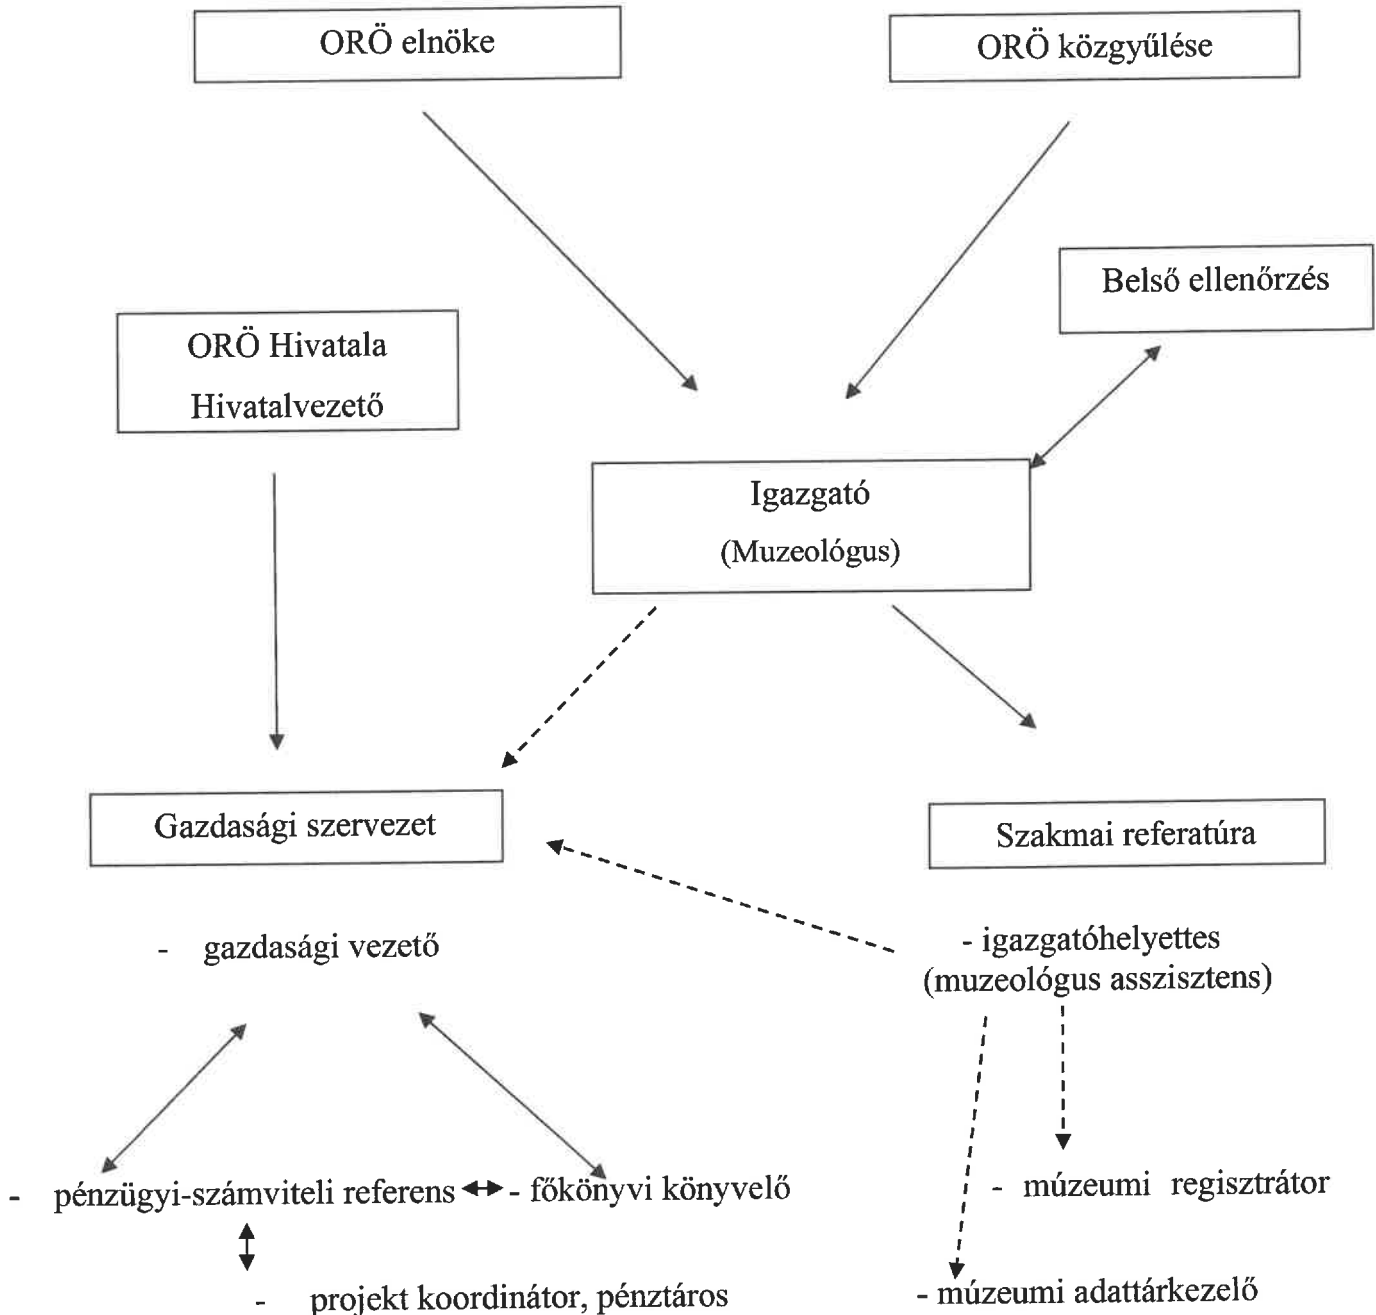 ORÖ elnöke
ORÖ közgyűlése
Belső ellenőrzés
ORÖ Hivatala
Hivatalvezető
Igazgató
(Muzeológus)
Gazdasági szervezet
Szakmai referatúra
- gazdasági vezető
- igazgatóhelyettes
(muzeológus asszisztens)
- pénzügyi-számviteli referens
- főkönyvi könyvelő
- múzeumi regisztrátor
- projekt koordinátor, pénztáros
- múzeumi adattárkezelő